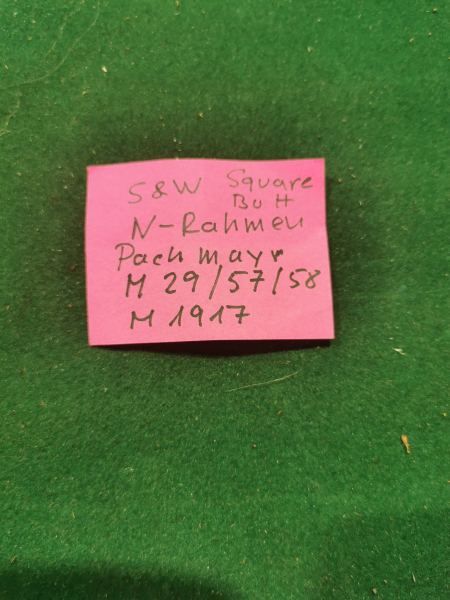 S&W Square
Butt
N-Rahmen
Pachmayr
M 29/57/58
M 1917